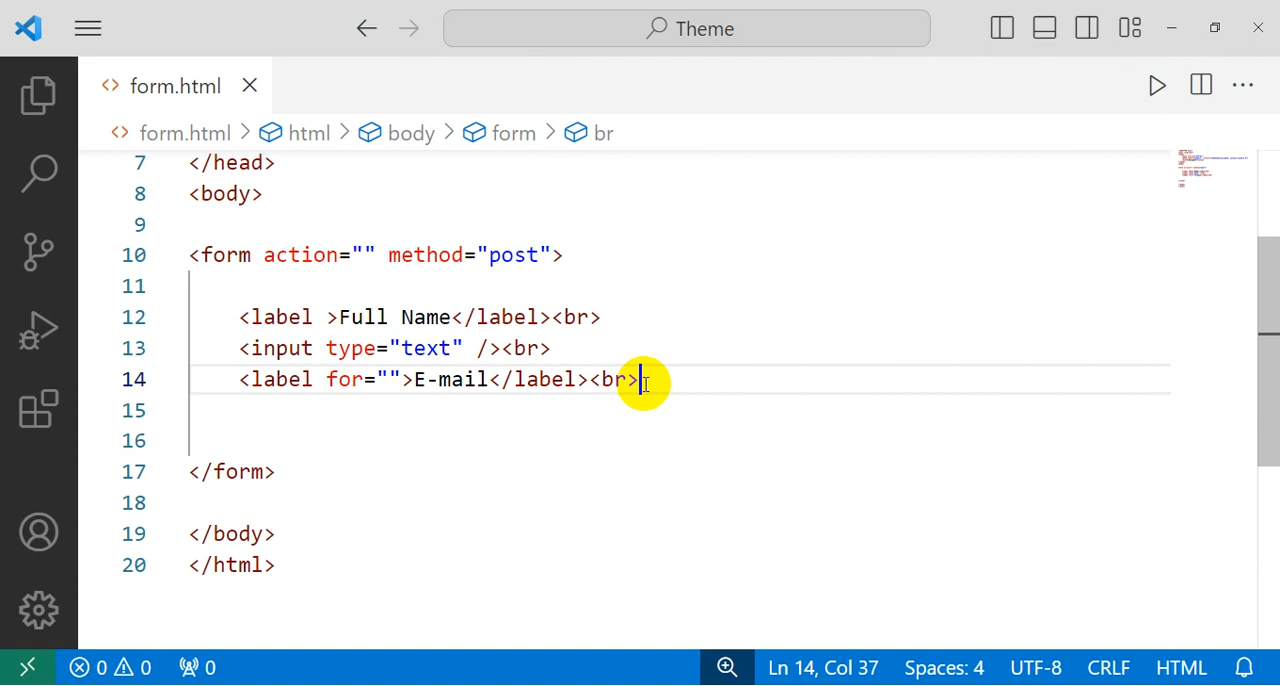 Theme
form.html
form.html > html > body > form > br
7 </head>
8 <body>
9
10 <form action="" method="post">
11
12 <label >Full Name</label><br>
13 <input type="text" /><br>
14 <label for="">E-mail</label><br>
15
16
17 </form>
18
19 </body>
20 </html>
0 0 0 Ln 14, Col 37 Spaces: 4 UTF-8 CRLF HTML